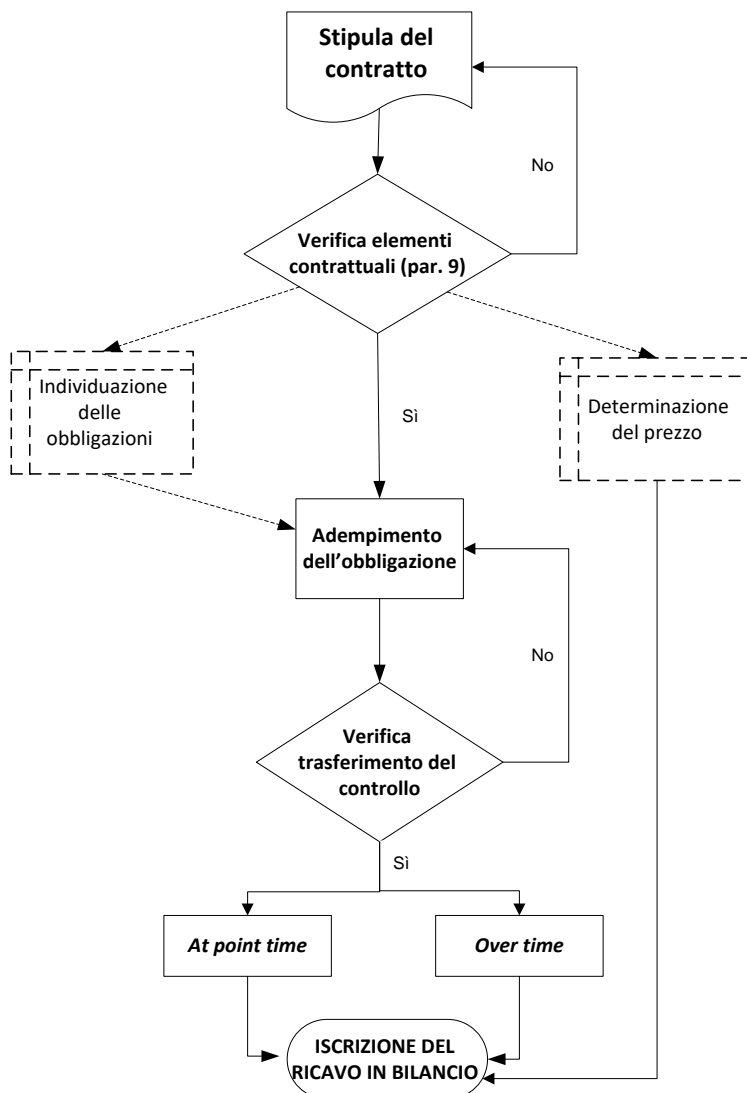 Stipula del
contratto
No
Verifica elementi
contrattuali (par. 9)
Individuazione
delle
obbligazioni
Determinazione
del prezzo
Sì
Adempimento
dell'obbligazione
No
Verifica
trasferimento del
controllo
Sì
At point time
Over time
ISCRIZIONE DEL
RICAVO IN BILANCIO